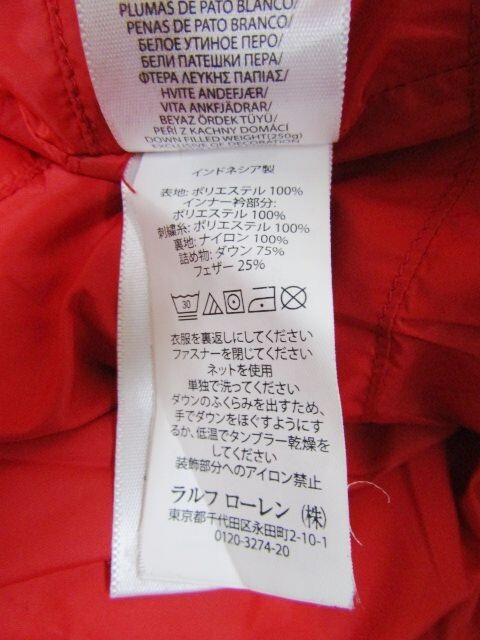 PLUMAS DE PATO BLANCO/
PENAS DE PATO BRANCO/
БЕЛОЕ УТИНОЕ ПЕРО/
БЕЛИ ПАТЕШКИ ПЕРА/
ΦΤΕΡΑ ΛΕΥΚΗΣ ΠΑΠΙΑΣ/
HVITE ANDEFJÆR/
VITA ANKFJÄDRAR/
BEYAZ ÖRDEK TÜYÜ/
PEŘÍ Z KACHNY DOMÁCÍ
DOWN FILLED WEIGHT(250g)
EXCLUSIVE OF DECORATION
インドネシア製
表地: ポリエステル 100%
インナー衿部分:
ポリエステル 100%
刺繍糸: ポリエステル 100%
裏地: ナイロン 100%
詰め物: ダウン 75%
フェザー 25%
30
衣服を裏返しにしてください
ファスナーを閉じてください
ネットを使用
単独で洗ってください
ダウンのふくらみを出すため、
手でダウンをほぐすようにす
るか、低温でタンブラー乾燥を
してください
装飾部分へのアイロン禁止
ラルフ ローレン (株)
東京都千代田区永田町2-10-1
0120-3274-20